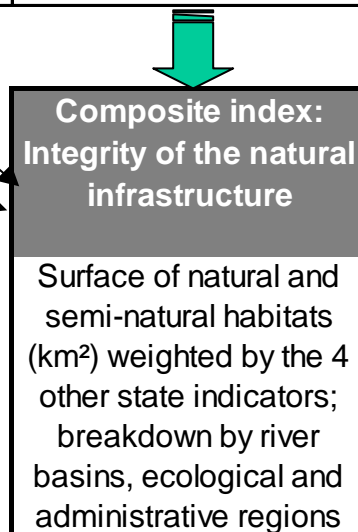 Composite index:
Integrity of the natural
infrastructure
Surface of natural and
semi-natural habitats
(km²) weighted by the 4
other state indicators;
breakdown by river
basins, ecological and
administrative regions